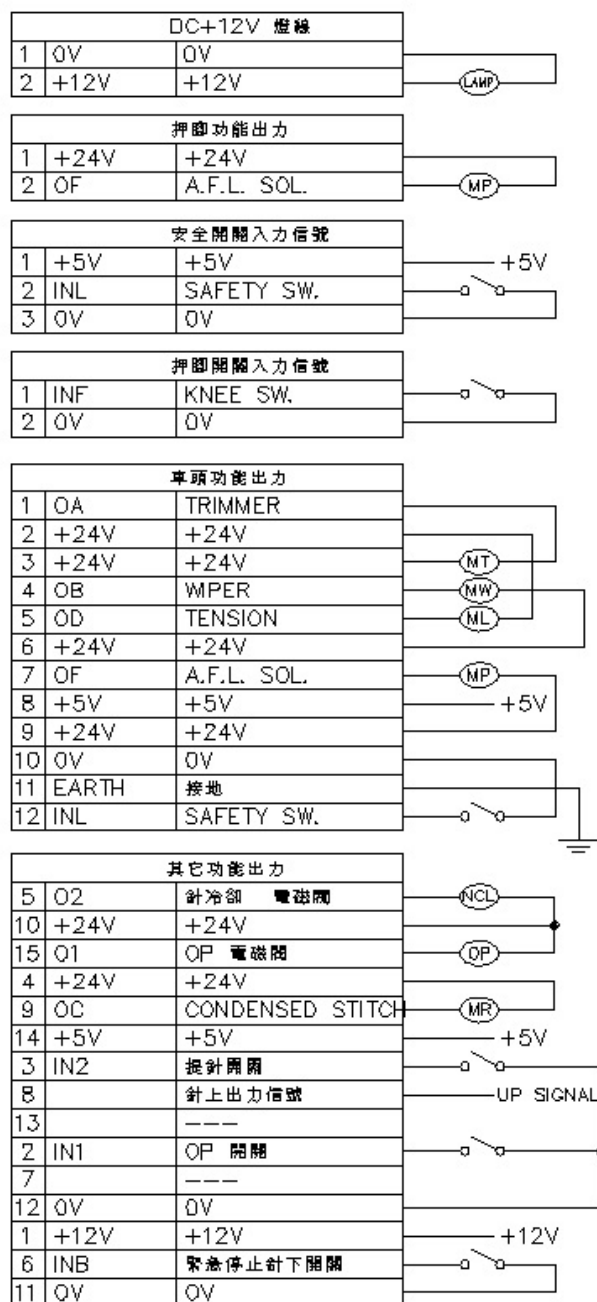 DC+12V 燈線
1 0V 0V
2 +12V +12V LAMP
押腳功能出力
1 +24V +24V
2 OF A.F.L. SOL. MP
安全開關入力信號
1 +5V +5V +5V
2 INL SAFETY SW.
3 0V 0V
押腳開關入力信號
1 INF KNEE SW.
2 0V 0V
車頭功能出力
1 OA TRIMMER
2 +24V +24V
3 +24V +24V MT
4 OB WIPER MW
5 OD TENSION ML
6 +24V +24V
7 OF A.F.L. SOL. MP
8 +5V +5V +5V
9 +24V +24V
10 0V 0V
11 EARTH 接地
12 INL SAFETY SW.
其它功能出力
5 O2 針冷卻 電磁閥 NCL
10 +24V +24V
15 O1 OP 電磁閥 OP
4 +24V +24V
9 OC CONDENSED STITCH MR
14 +5V +5V +5V
3 IN2 提針開關
8 針上出力信號 UP SIGNAL
13 ---
2 IN1 OP 開關
7 ---
12 0V 0V
1 +12V +12V +12V
6 INB 緊急停止針下開關
11 0V 0V